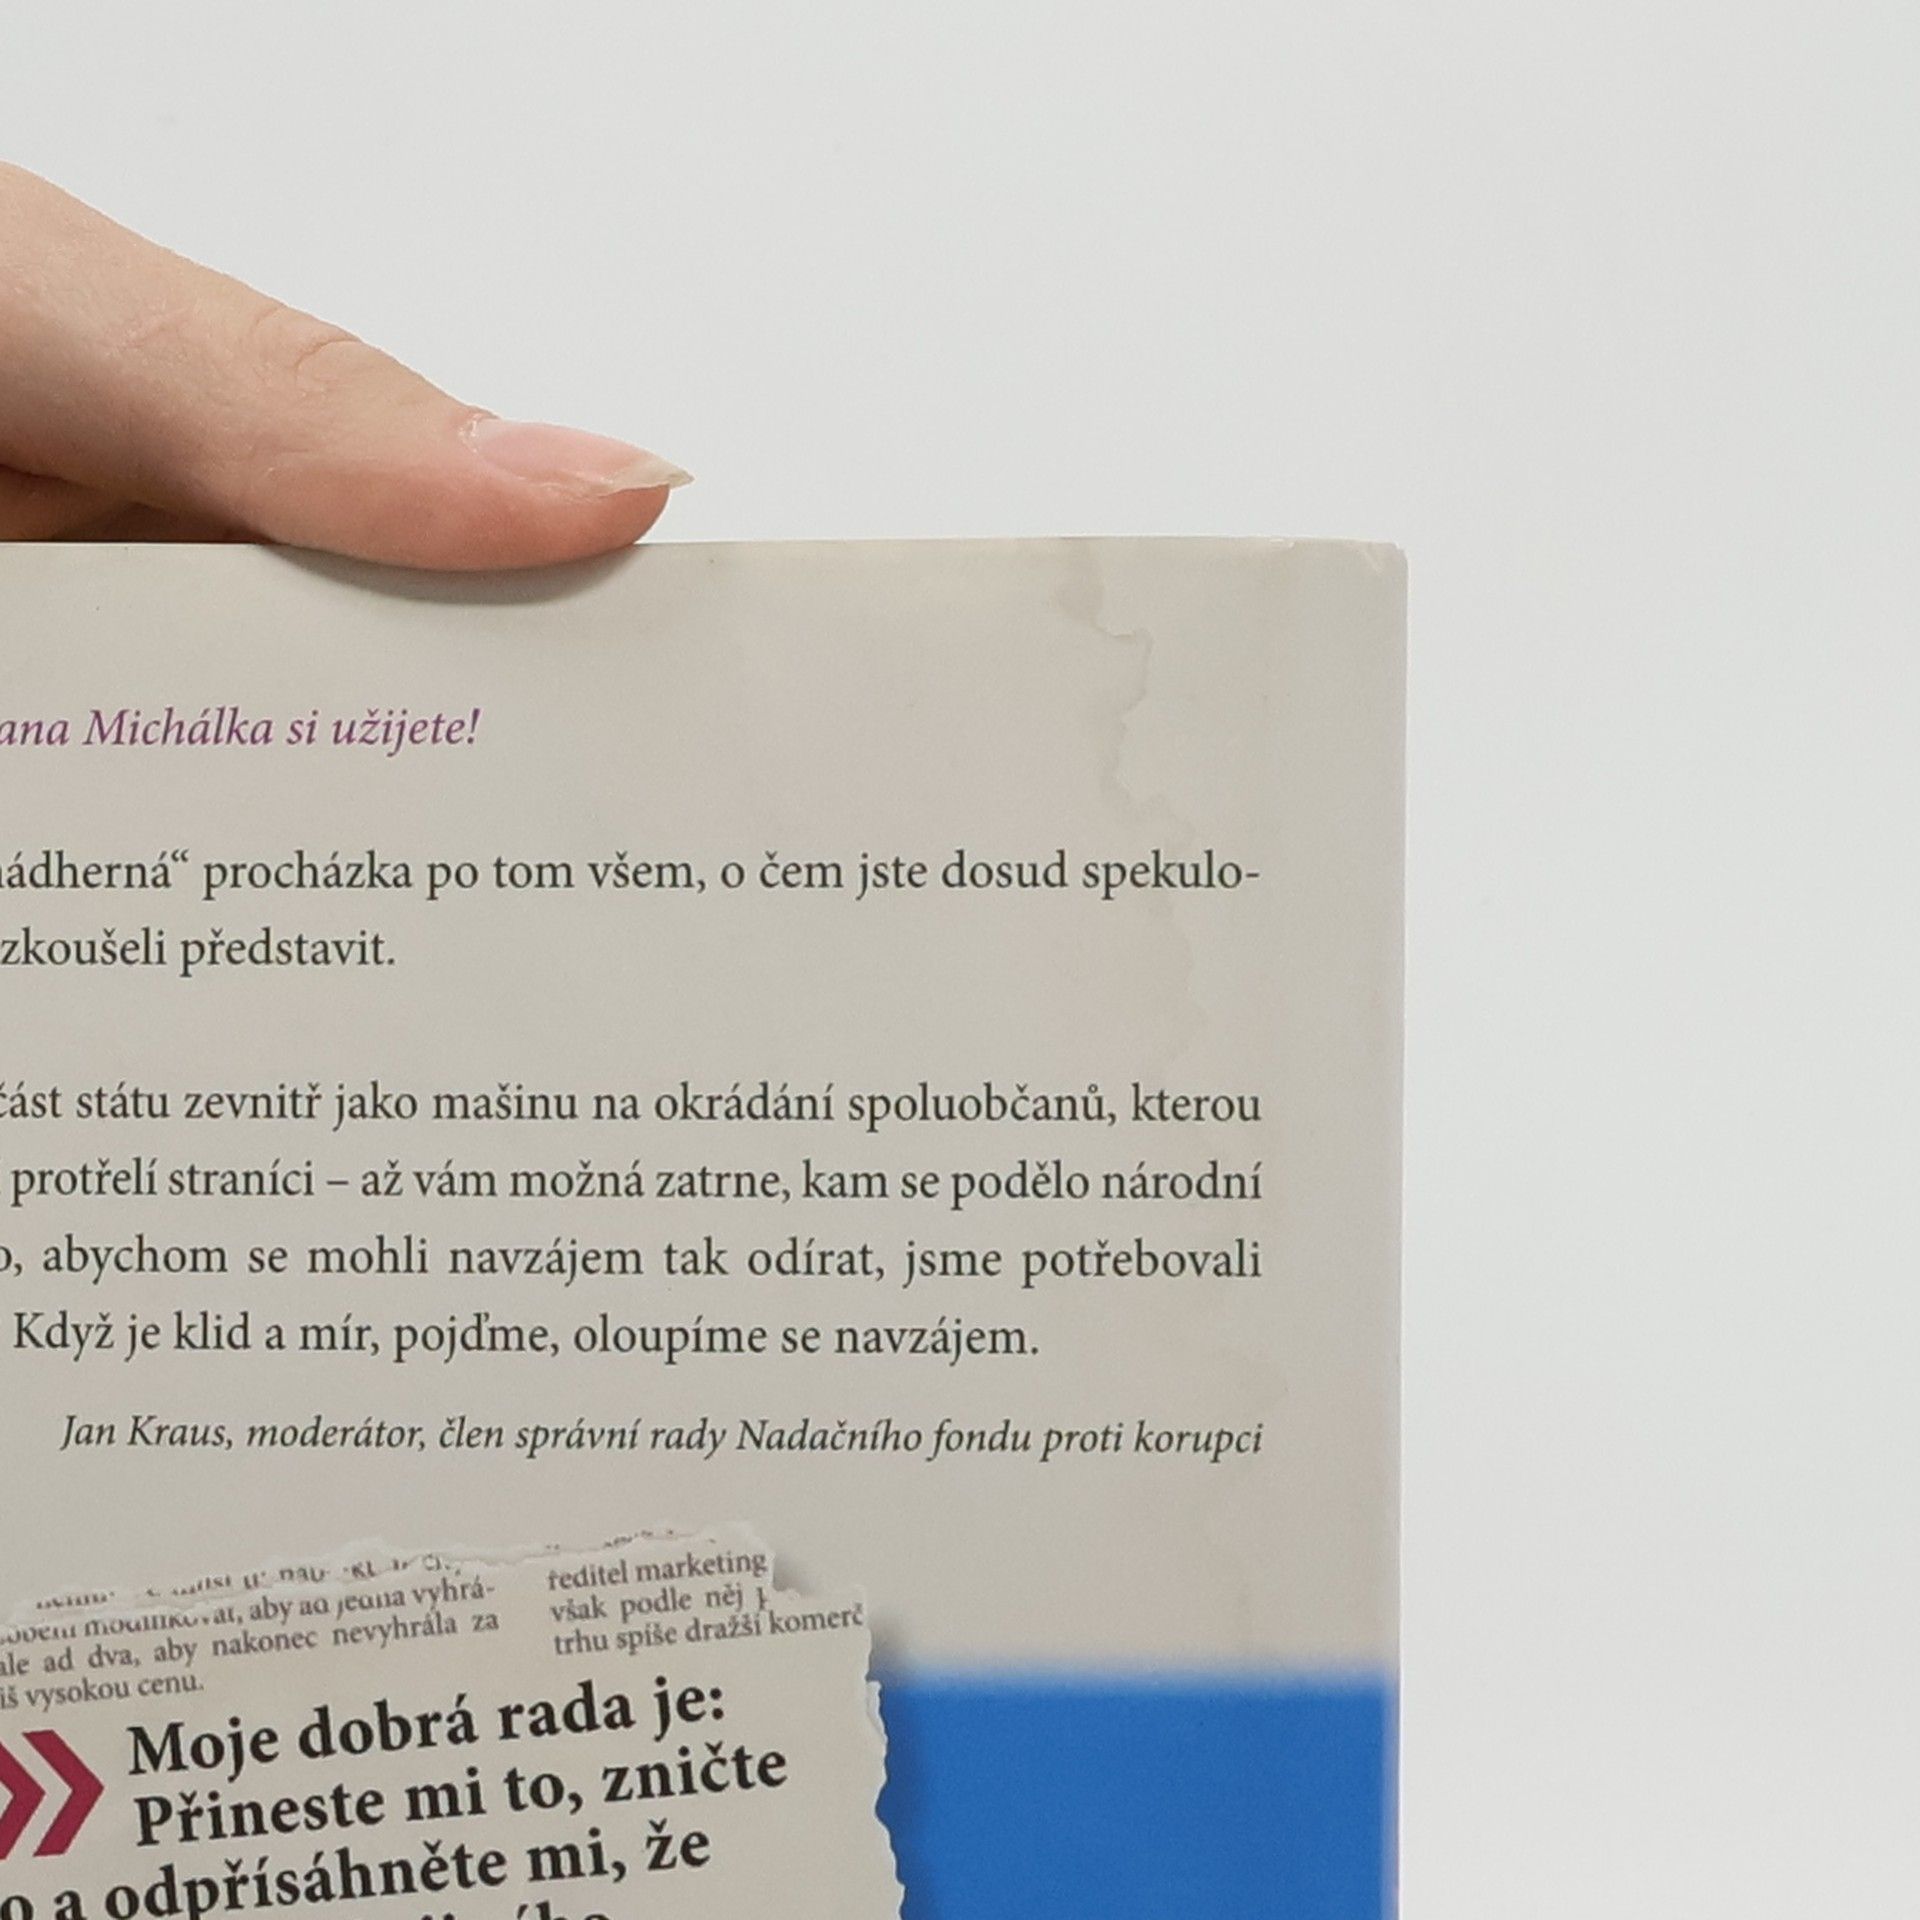 Michálka si užijete!
procházka po tom všem, o čem jste dosud spekulo-
zkoušeli představit.
část státu zevnitř jako mašinu na okrádání spoluobčanů, kterou
protřelí straníci – až vám možná zatrne, kam se podělo národní
abychom se mohli navzájem tak odírat, jsme potřebovali
Když je klid a mír, pojďme, oloupíme se navzájem.
Jan Kraus, moderátor, člen správní rady Nadačního fondu proti korupci
aby ad jedna vyhrá-
ale ad dva, aby nakonec nevyhrála za
vysokou cenu.
ředitel marketing
však podle něj
trhu spíše dražší komerč
» Moje dobrá rada je:
Přineste mi to, zničte
a odpřísáhněte mi, že